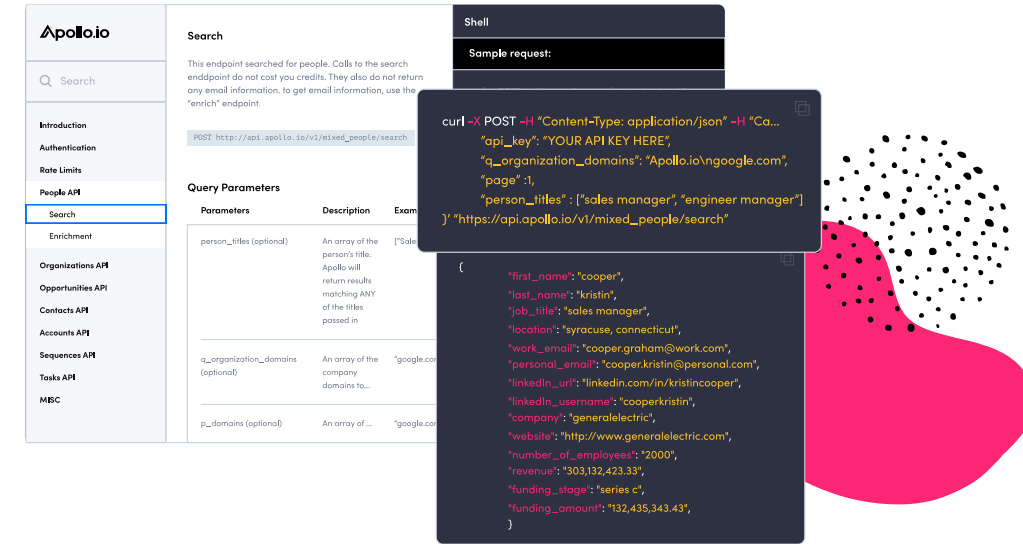 Apollo.io
Search
Introduction
Authentication
Rate Limits
People API
Search
Enrichment
Organizations API
Opportunities API
Contacts API
Accounts API
Sequences API
Tasks API
MISC
Search
This endpoint searched for people. Calls to the search
enddpoint do not cost you credits. They also do not return
any email information. to get email information, use the
"enrich" endpoint.
POST http://api.apollo.io/v1/mixed_people/search
Query Parameters
Parameters Description Exam
person_titles (optional) An array of the ["Sale
person's title.
Apollo will
return results
matching ANY
of the titles
passed in
q_organization_domains An array of the "google.con
(optional) company
domains to...
p_domains (optional) An array of ... "google.con
Shell
Sample request:
curl -X POST -H “Content-Type: application/json” -H “Ca...
“api_key”: “YOUR API KEY HERE”,
“q_organization_domains”: “Apollo.io\ngoogle.com”,
“page” :1,
“person_titles” : [“sales manager”, “engineer manager”]
}’ “https://api.apollo.io/v1/mixed_people/search”
{
"first_name": "cooper",
"last_name": "kristin",
"job_title": "sales manager",
"location": "syracuse, connecticut",
"work_email": "cooper.graham@work.com",
"personal_email": "cooper.kristin@personal.com",
"linkedIn_url": "linkedin.com/in/kristincooper",
"linkedin_username": "cooperkristin",
"company": "generalelectric",
"website": "http://www.generalelectric.com",
"number_of_employees": "2000",
"revenue": "303,132,423.33",
"funding_stage": "series c",
"funding_amount": "132,435,343.43",
}